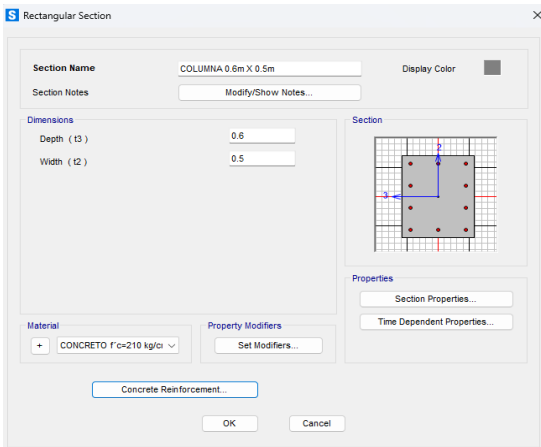 S Rectangular Section
Section Name COLUMNA 0.6m X 0.5m Display Color
Section Notes Modify/Show Notes...
Dimensions
Depth ( t3 ) 0.6
Width ( t2 ) 0.5
Section
2
3
Properties
Section Properties...
Time Dependent Properties...
Material
+ CONCRETO f'c=210 kg/c
Property Modifiers
Set Modifiers...
Concrete Reinforcement...
OK Cancel